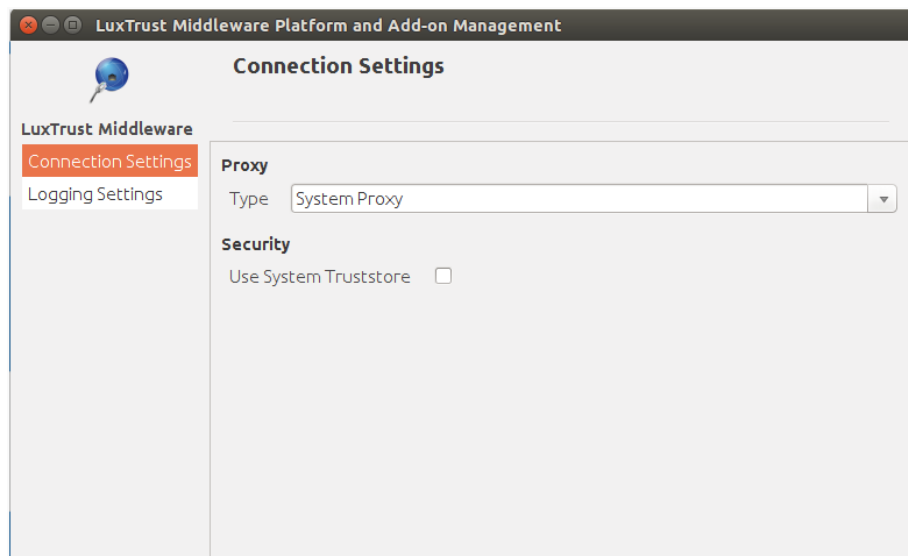 LuxTrust Middleware Platform and Add-on Management
Connection Settings
LuxTrust Middleware
Connection Settings
Logging Settings
Proxy
Type System Proxy
Security
Use System Truststore